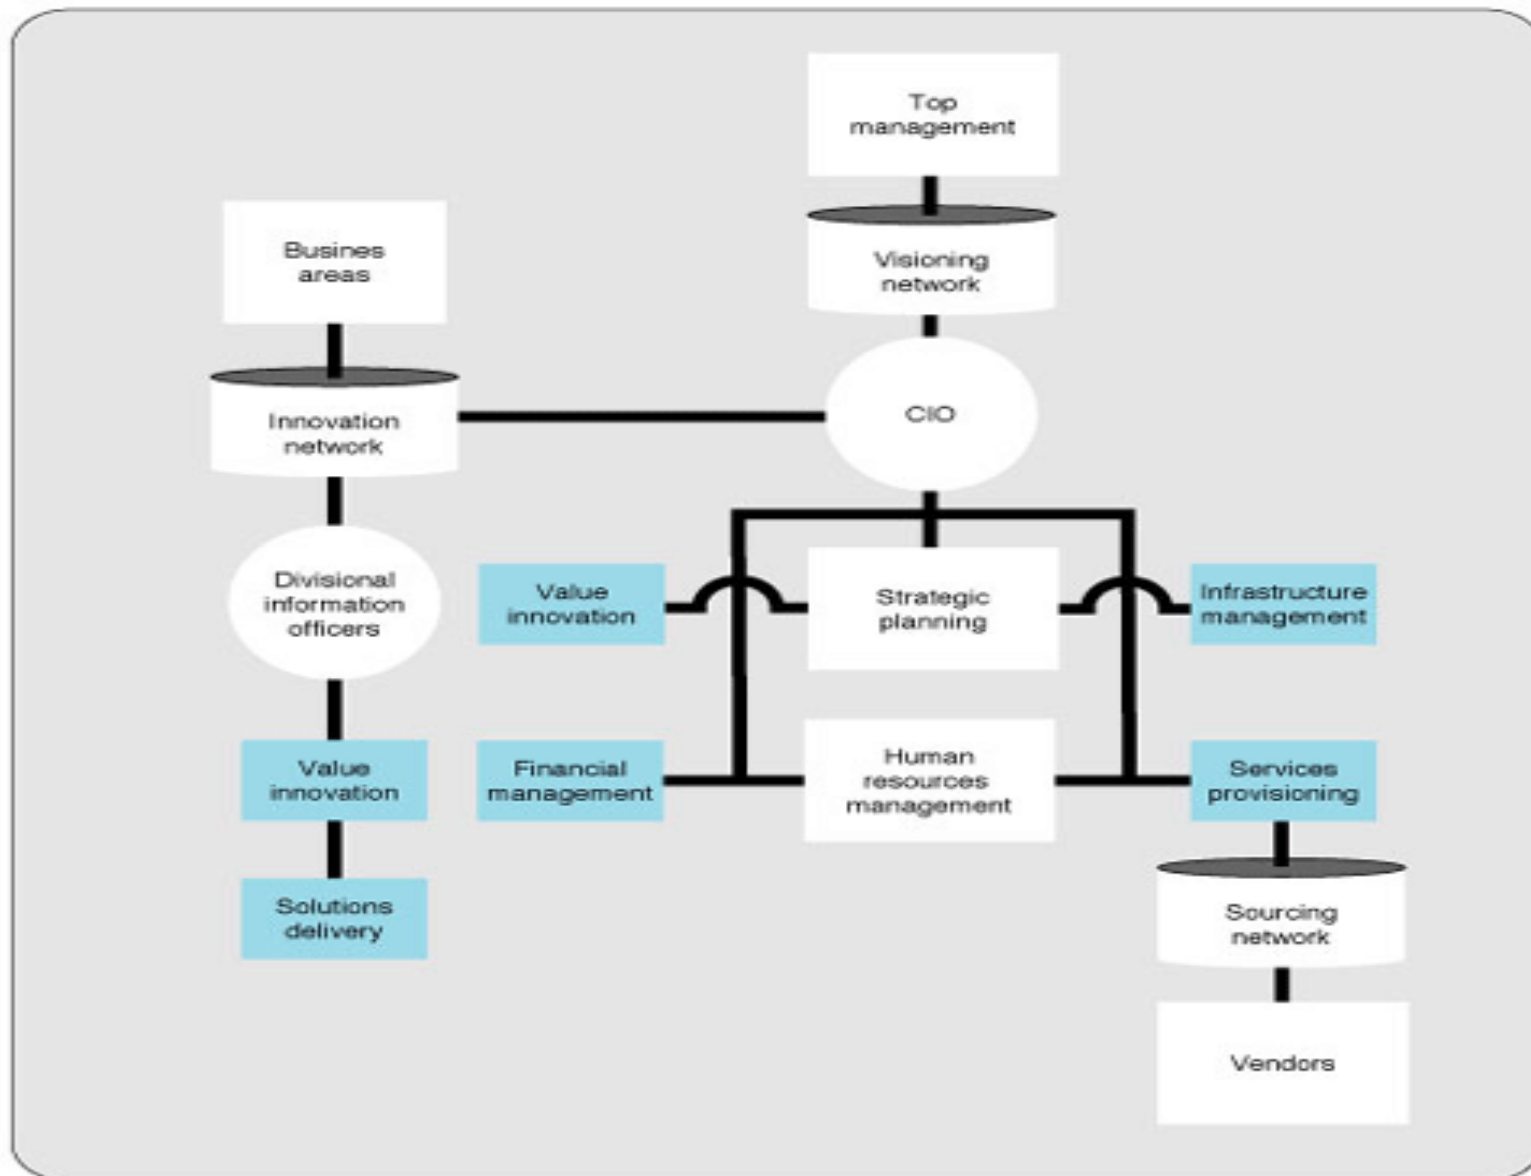 Top
management
Busines
areas
Visioning
network
Innovation
network
CIO
Divisional
information
officers
Value
innovation
Strategic
planning
Infrastructure
management
Value
innovation
Financial
management
Human
resources
management
Services
provisioning
Solutions
delivery
Sourcing
network
Vendors